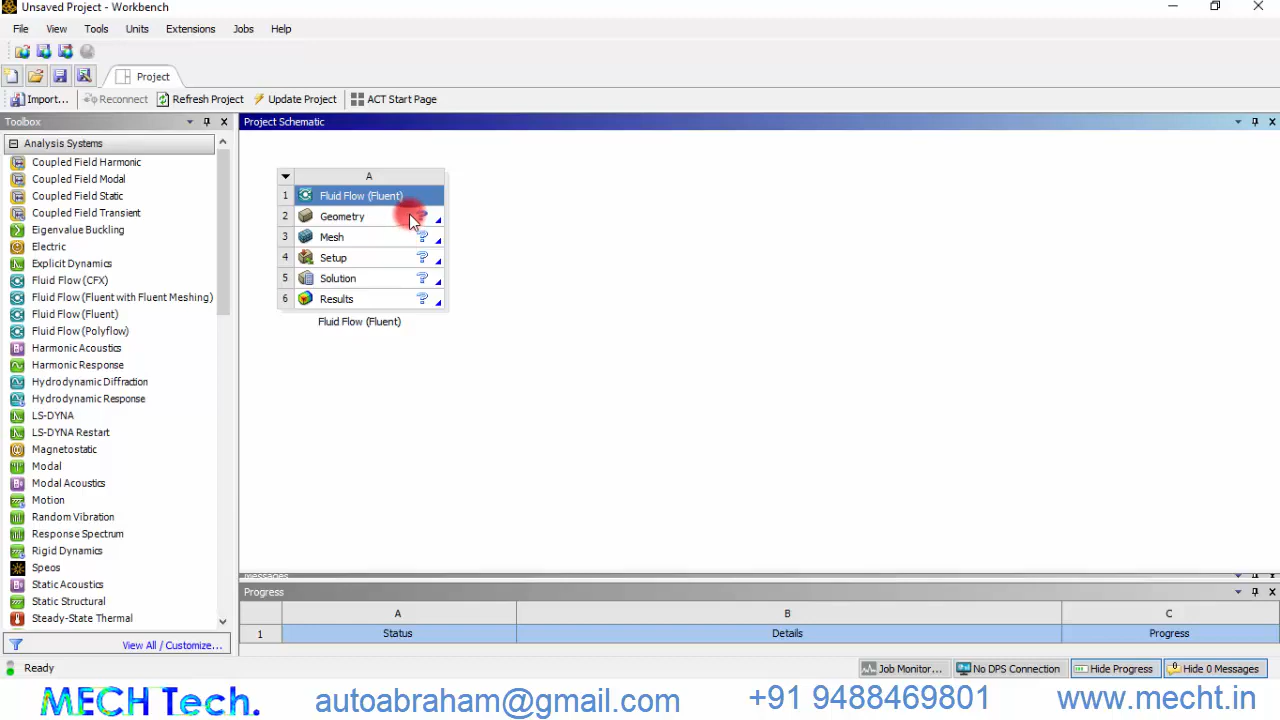 Unsaved Project - Workbench
File View Tools Units Extensions Jobs Help
Project
Import... Reconnect Refresh Project Update Project ACT Start Page
Toolbox
Analysis Systems
Coupled Field Harmonic
Coupled Field Modal
Coupled Field Static
Coupled Field Transient
Eigenvalue Buckling
Electric
Explicit Dynamics
Fluid Flow (CFX)
Fluid Flow (Fluent with Fluent Meshing)
Fluid Flow (Fluent)
Fluid Flow (Polyflow)
Harmonic Acoustics
Harmonic Response
Hydrodynamic Diffraction
Hydrodynamic Response
LS-DYNA
LS-DYNA Restart
Magnetostatic
Modal
Modal Acoustics
Motion
Random Vibration
Response Spectrum
Rigid Dynamics
Speos
Static Acoustics
Static Structural
Steady-State Thermal
View All / Customize...
Project Schematic
A
1 Fluid Flow (Fluent)
2 Geometry ?
3 Mesh ?
4 Setup ?
5 Solution ?
6 Results ?
Fluid Flow (Fluent)
Messages
Progress
A B C
1 Status Details Progress
Ready
Job Monitor... No DPS Connection Hide Progress Hide 0 Messages
MECH Tech. autoabraham@gmail.com +91 9488469801 www.mecht.in